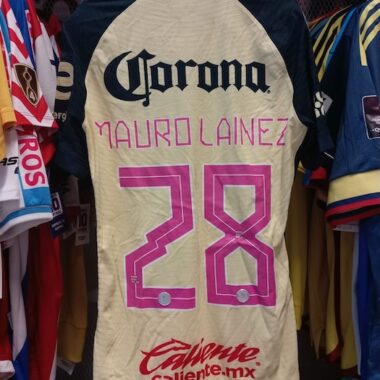 Corona
MAURO LAINEZ
28
Caliente
caliente.mx